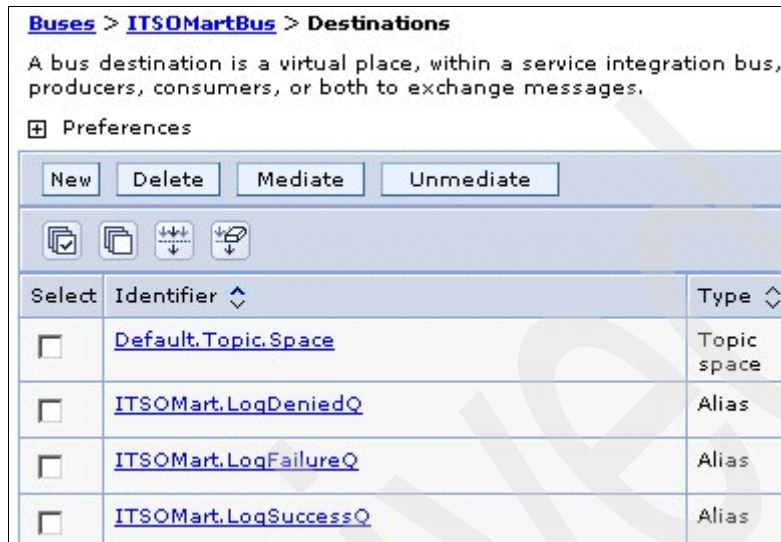 Buses > ITSOMartBus > Destinations
A bus destination is a virtual place, within a service integration bus,
producers, consumers, or both to exchange messages.
Preferences
New Delete Mediate Unmediate
Select Identifier Type
Default.Topic.Space Topic space
ITSOMart.LogDeniedQ Alias
ITSOMart.LogFailureQ Alias
ITSOMart.LogSuccessQ Alias